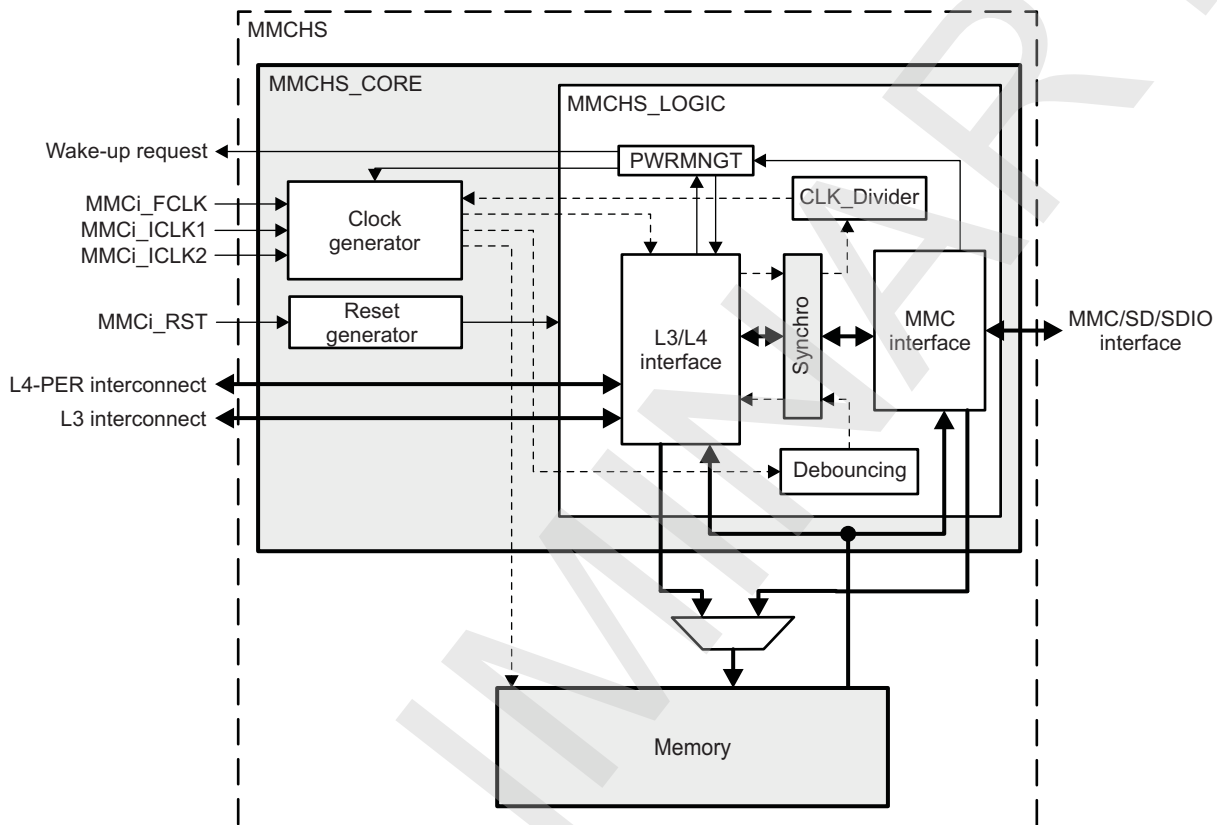 MMCHS
MMCHS_CORE
MMCHS_LOGIC
Wake-up request
PWRMNGT
MMCi_FCLK
MMCi_ICLK1
MMCi_ICLK2
Clock
generator
CLK_Divider
MMCi_RST
Reset
generator
L3/L4
interface
Synchro
MMC
interface
MMC/SD/SDIO
interface
L4-PER interconnect
L3 interconnect
Debouncing
Memory
IMINAR